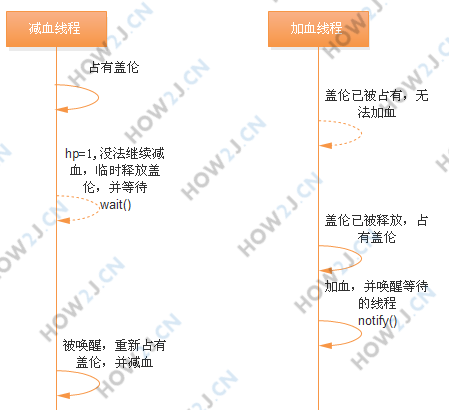 减血线程
加血线程
占有盖伦
盖伦已被占有，无
法加血
hp=1,没法继续减
血，临时释放盖
伦，并等待
wait()
盖伦已被释放，占
有盖伦
加血，并唤醒等待
的线程
notify()
被唤醒，重新占有
盖伦，并减血
HOW2J.CN
HOW2J.CN
HOW2J.CN
HOW2J.CN
HOW2J.CN
HOW2J.CN
HOW2J.CN
HOW2J.CN
HOW2J.CN